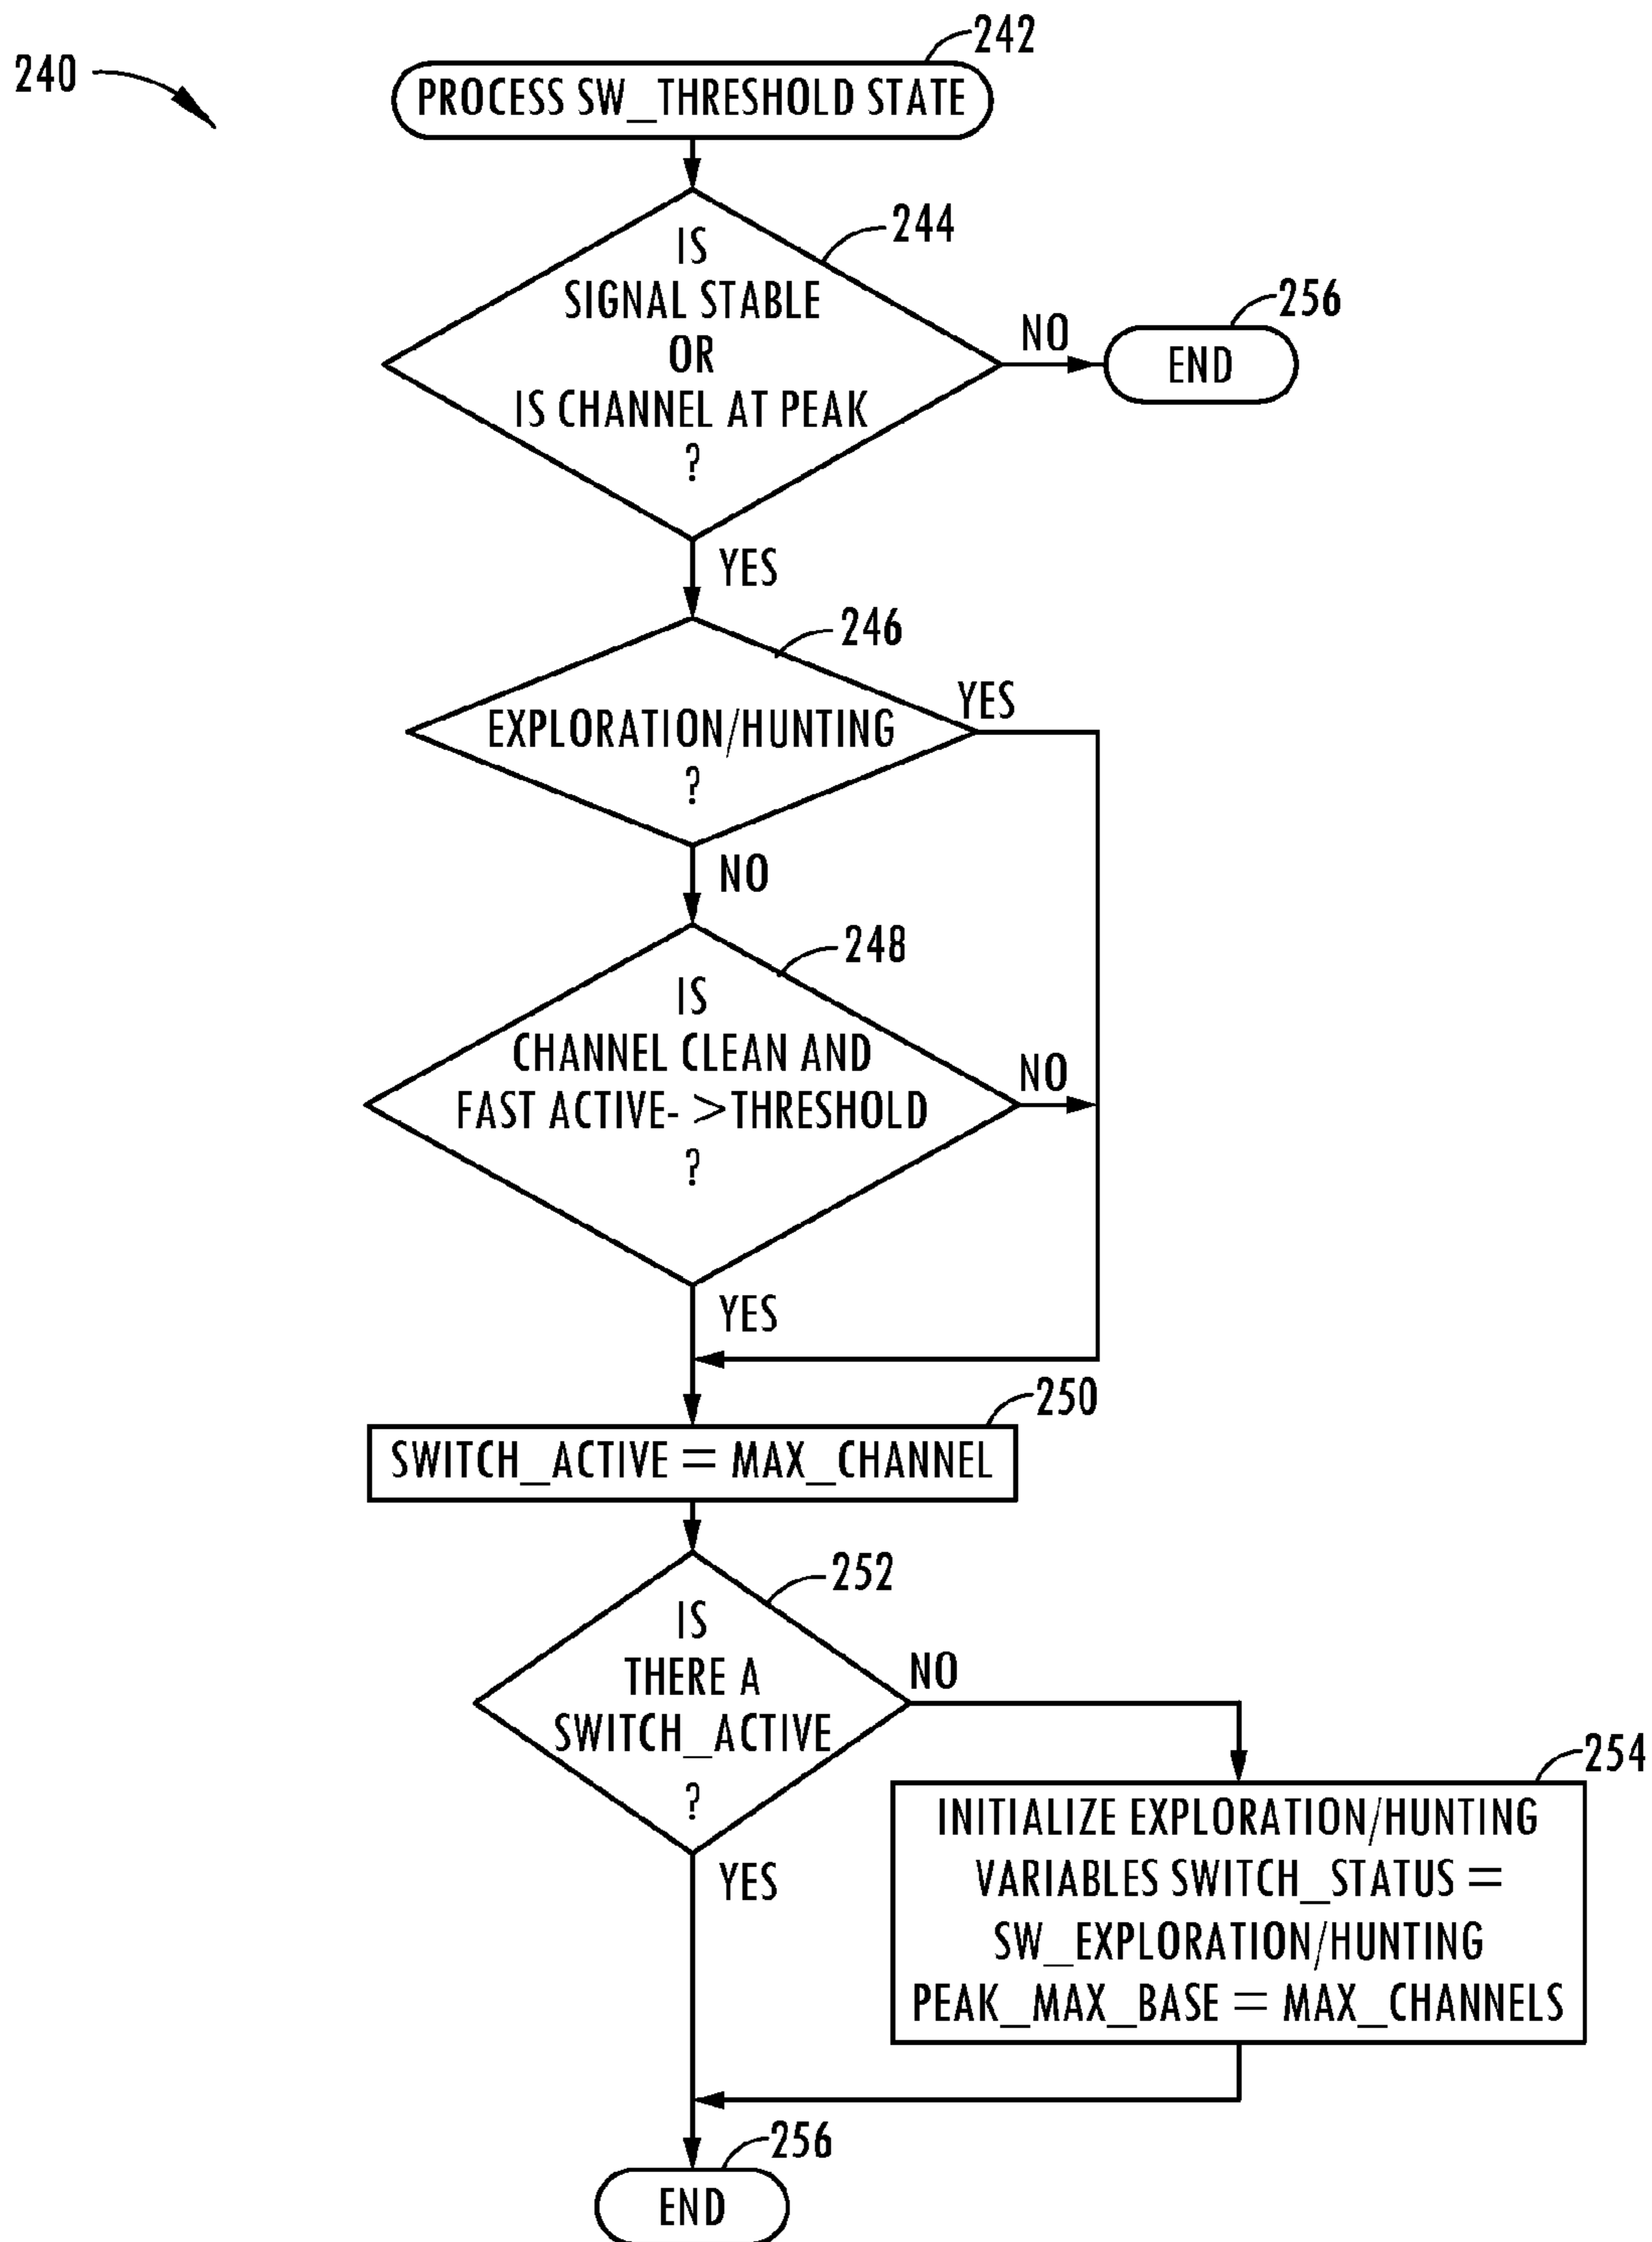 240
242
PROCESS SW_THRESHOLD STATE
244
IS
SIGNAL STABLE
OR
IS CHANNEL AT PEAK
?
NO
256
END
YES
246
EXPLORATION/HUNTING
?
YES
NO
248
IS
CHANNEL CLEAN AND
FAST ACTIVE- >THRESHOLD
?
NO
YES
250
SWITCH_ACTIVE = MAX_CHANNEL
252
IS
THERE A
SWITCH_ACTIVE
?
NO
YES
254
INITIALIZE EXPLORATION/HUNTING
VARIABLES SWITCH_STATUS =
SW_EXPLORATION/HUNTING
PEAK_MAX_BASE = MAX_CHANNELS
256
END